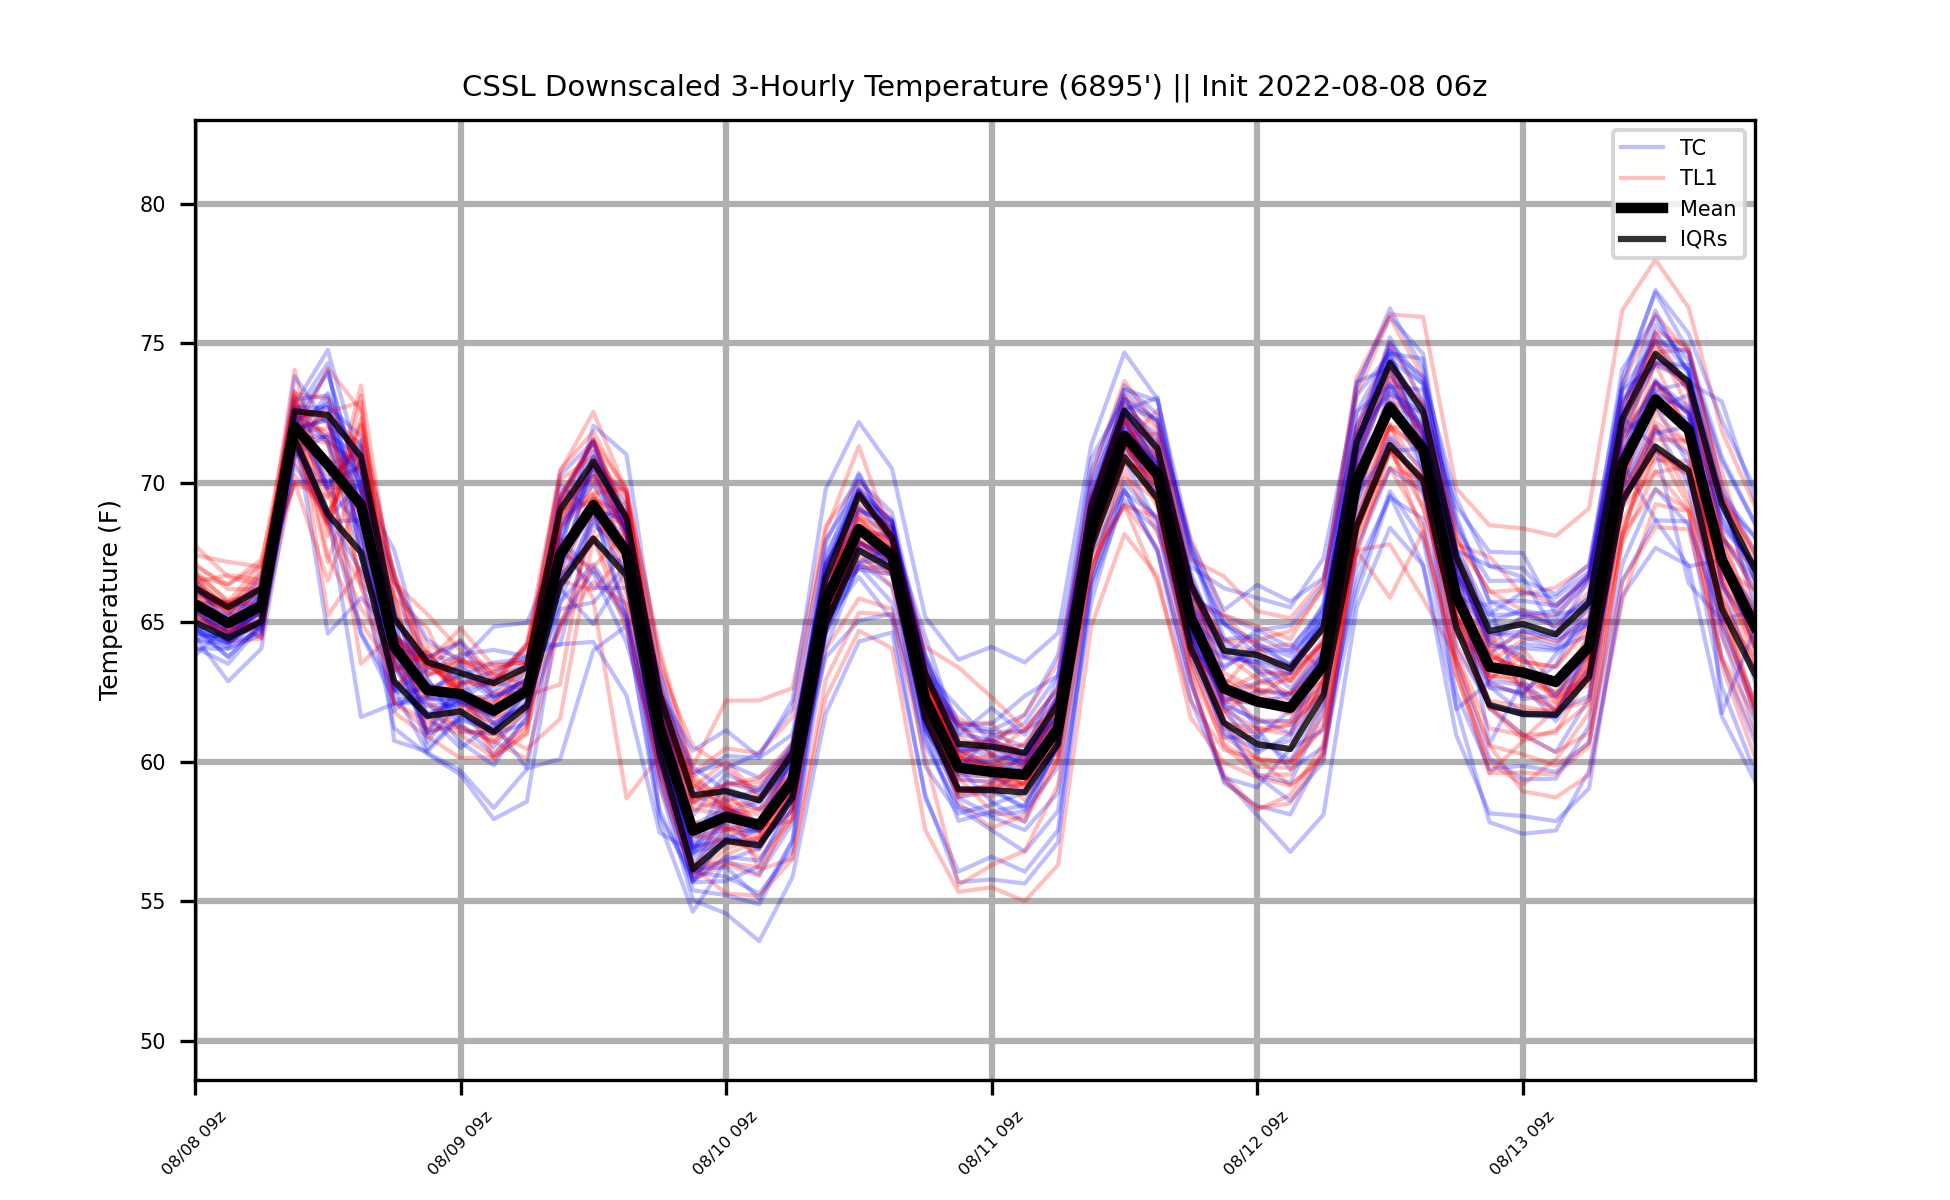 CSSL Downscaled 3-Hourly Temperature (6895') || Init 2022-08-08 06z
TC
TL1
Mean
IQRs
Temperature (F)
80
75
70
65
60
55
50
08/08 09z
08/09 09z
08/10 09z
08/11 09z
08/12 09z
08/13 09z